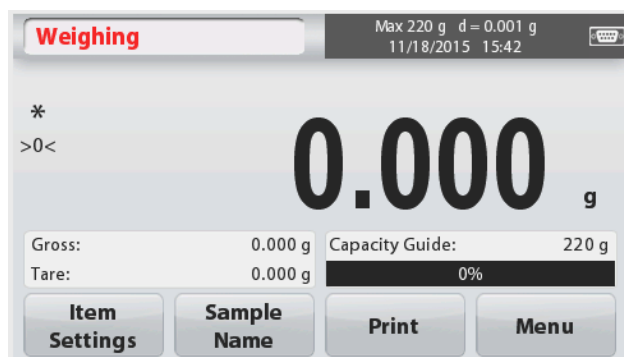 Weighing
Max 220 g d = 0.001 g
11/18/2015 15:42
*
>0<
0.000 g
Gross: 0.000 g
Tare: 0.000 g
Capacity Guide: 220 g
0%
Item
Settings
Sample
Name
Print
Menu